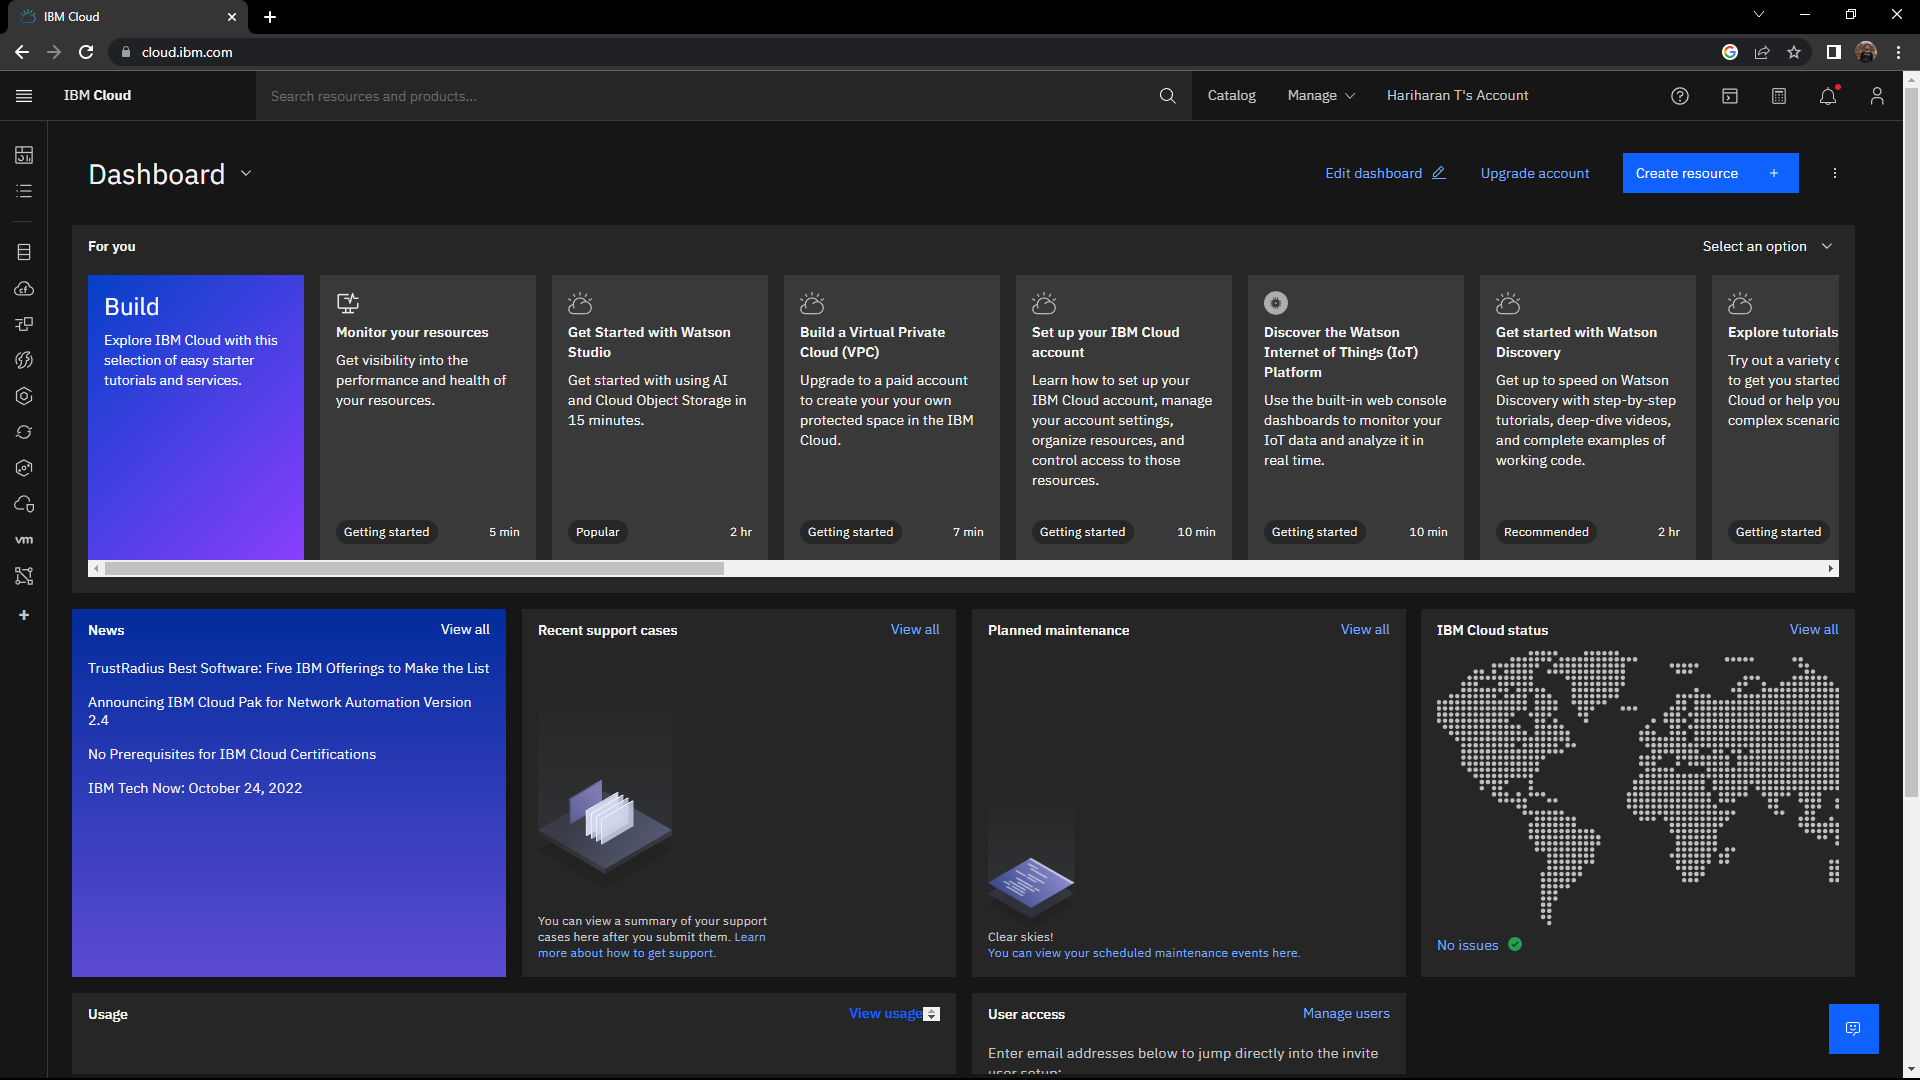 IBM Cloud
cloud.ibm.com
IBM Cloud
Search resources and products...
Catalog
Manage
Hariharan T's Account
Dashboard
Edit dashboard
Upgrade account
Create resource +
For you
Select an option
Build
Explore IBM Cloud with this
selection of easy starter
tutorials and services.
Monitor your resources
Get visibility into the
performance and health of
your resources.
Getting started
5 min
Get Started with Watson
Studio
Get started with using AI
and Cloud Object Storage in
15 minutes.
Popular
2 hr
Build a Virtual Private
Cloud (VPC)
Upgrade to a paid account
to create your your own
protected space in the IBM
Cloud.
Getting started
7 min
Set up your IBM Cloud
account
Learn how to set up your
IBM Cloud account, manage
your account settings,
organize resources, and
control access to those
resources.
Getting started
10 min
Discover the Watson
Internet of Things (IoT)
Platform
Use the built-in web console
dashboards to monitor your
IoT data and analyze it in
real time.
Getting started
10 min
Get started with Watson
Discovery
Get up to speed on Watson
Discovery with step-by-step
tutorials, deep-dive videos,
and complete examples of
working code.
Recommended
2 hr
Explore tutorials
Try out a variety
to get you started
Cloud or help you
complex scenario
Getting started
cf
vm
News
View all
TrustRadius Best Software: Five IBM Offerings to Make the List
Announcing IBM Cloud Pak for Network Automation Version
2.4
No Prerequisites for IBM Cloud Certifications
IBM Tech Now: October 24, 2022
Recent support cases
View all
You can view a summary of your support
cases here after you submit them. Learn
more about how to get support.
Planned maintenance
View all
Clear skies!
You can view your scheduled maintenance events here.
IBM Cloud status
View all
No issues
Usage
View usage
User access
Manage users
Enter email addresses below to jump directly into the invite
user setup: